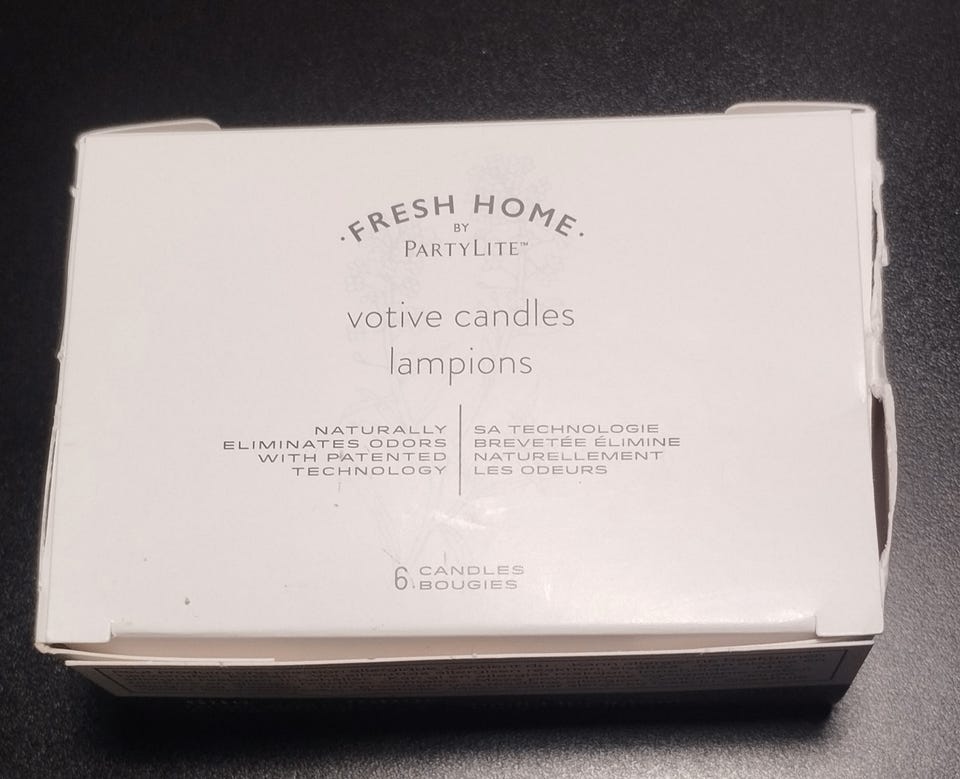 ·FRESH HOME·
BY
PARTYLITE™
votive candles
lampions
NATURALLY
ELIMINATES ODORS
WITH PATENTED
TECHNOLOGY
SA TECHNOLOGIE
BREVETÉE ÉLIMINE
NATURELLEMENT
LES ODEURS
6 CANDLES
BOUGIES